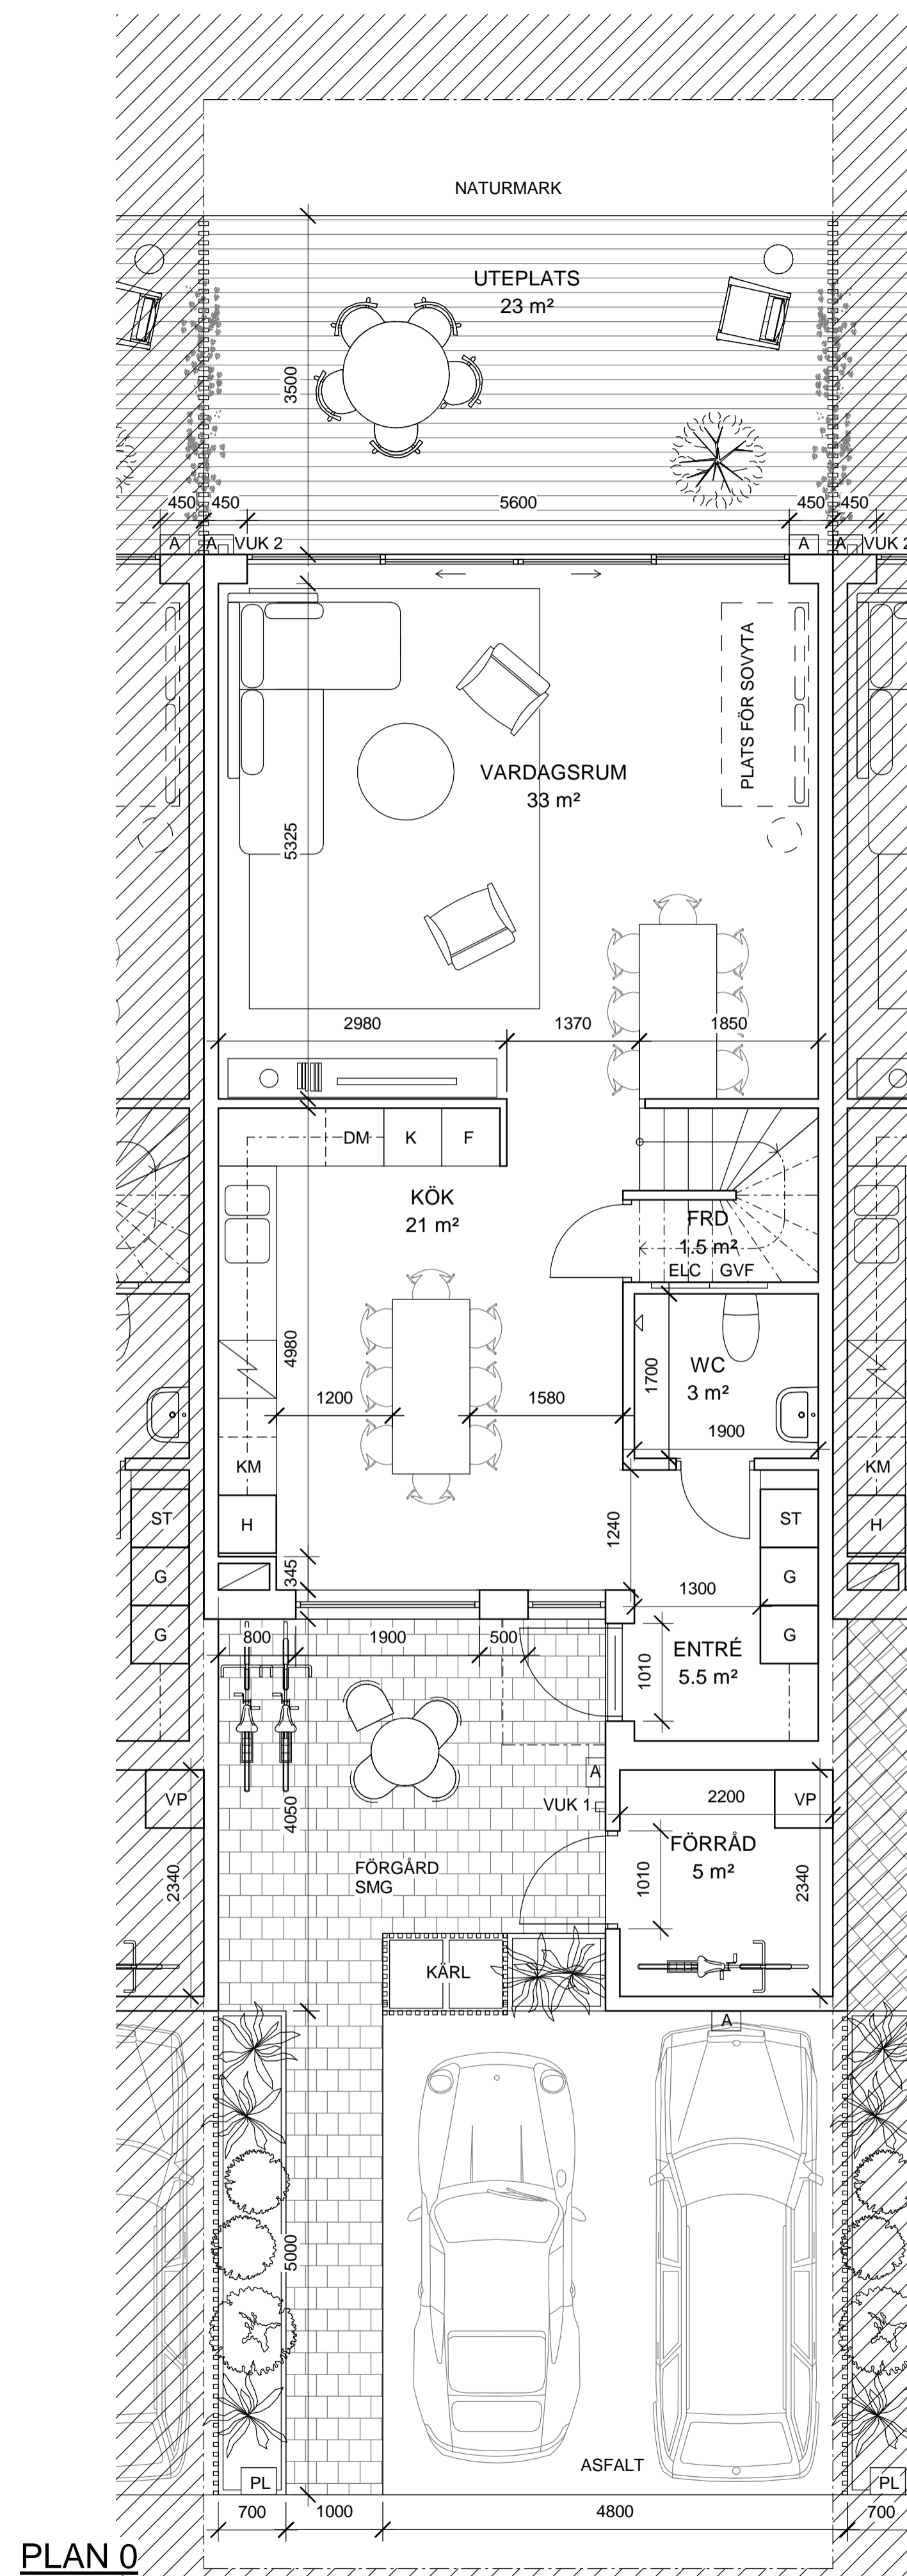 NATURMARK
UTEPLATS
23 m²
3500
450 450 5600 450 450
A A VUK 2 A A VUK 2
PLATS FÖR SOVYTA
VARDAGSRUM
33 m²
5325
2980 1370 1850
DM K F
KÖK
21 m²
FRD
1.5 m²
ELC GVF
4980
1700
WC
3 m²
1200 1580
1900
KM KM
ST H 1240 ST H
G 345 G
1300
G G
800 1900 500
ENTRÉ
5.5 m²
1010
A
VP 4050 VUK 1 2200 VP
FÖRRÅD
5 m²
FÖRGÅRD
SMG
2340 1010 2340
KÄRL
A
5000
ASFALT
PL PL
700 1000 4800 700
PLAN 0